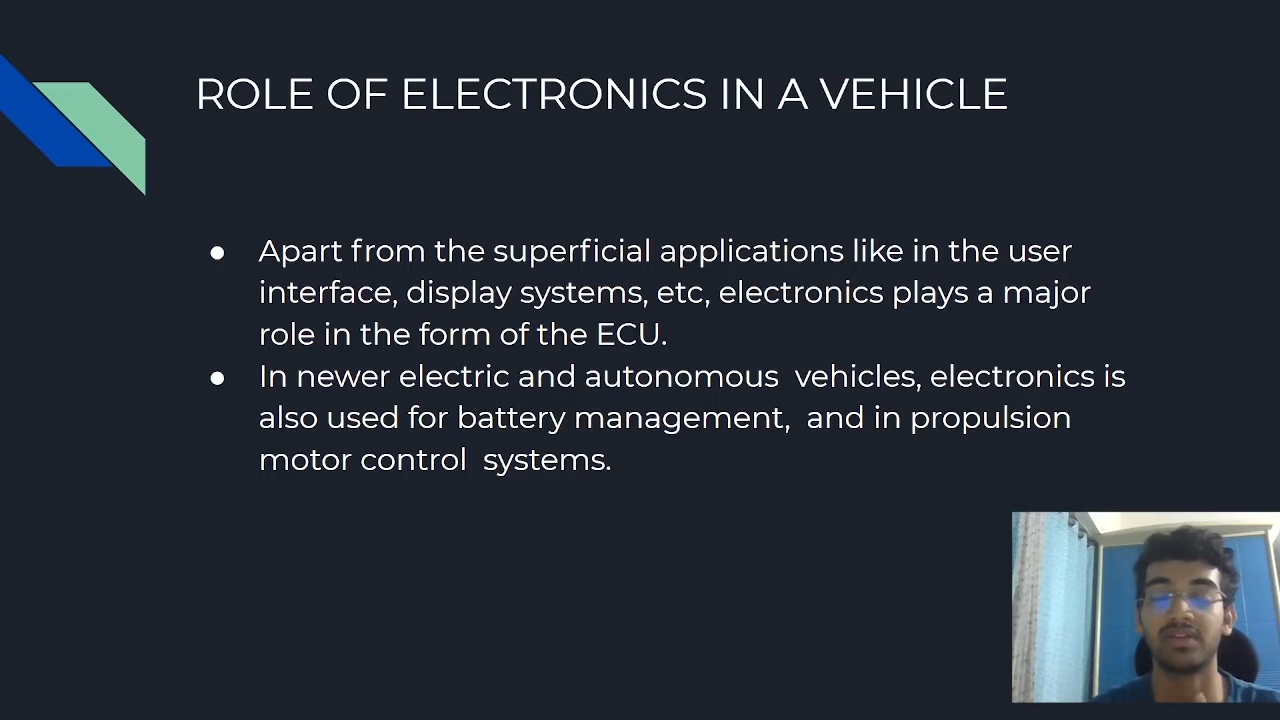 ROLE OF ELECTRONICS IN A VEHICLE
● Apart from the superficial applications like in the user
interface, display systems, etc, electronics plays a major
role in the form of the ECU.
● In newer electric and autonomous  vehicles, electronics is
also used for battery management,  and in propulsion
motor control  systems.